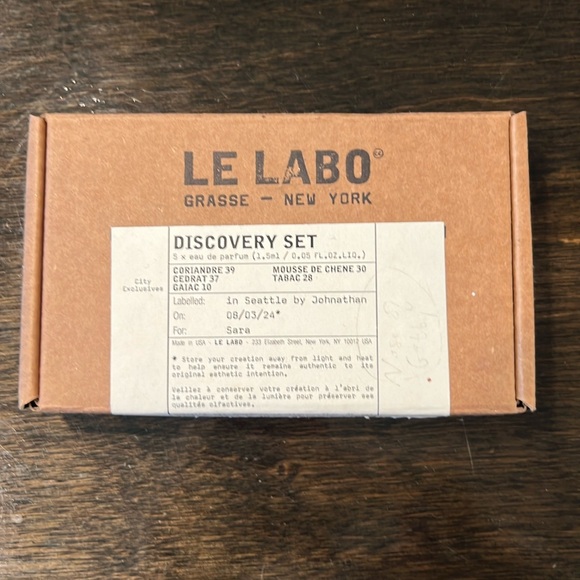 LE LABO
GRASSE — NEW YORK
DISCOVERY SET
5 x eau de parfum (1.5ml / 0.05 FL.OZ.LIQ.)
City
Exclusives
CORIANDRE 39 MOUSSE DE CHENE 30
CEDRAT 37 TABAC 28
GAIAC 10
Labelled: in Seattle by Johnathan
On: 08/03/24*
For: Sara
Made in USA - LE LABO - 233 Elizabeth Street, New York, NY 10012 USA
* Store your creation away from light and heat
to help ensure it remains authentic to its
original esthetic intention.
Veillez à conserver votre création à l'abri de
la chaleur et de la lumière pour préserver ses
qualités olfactives.